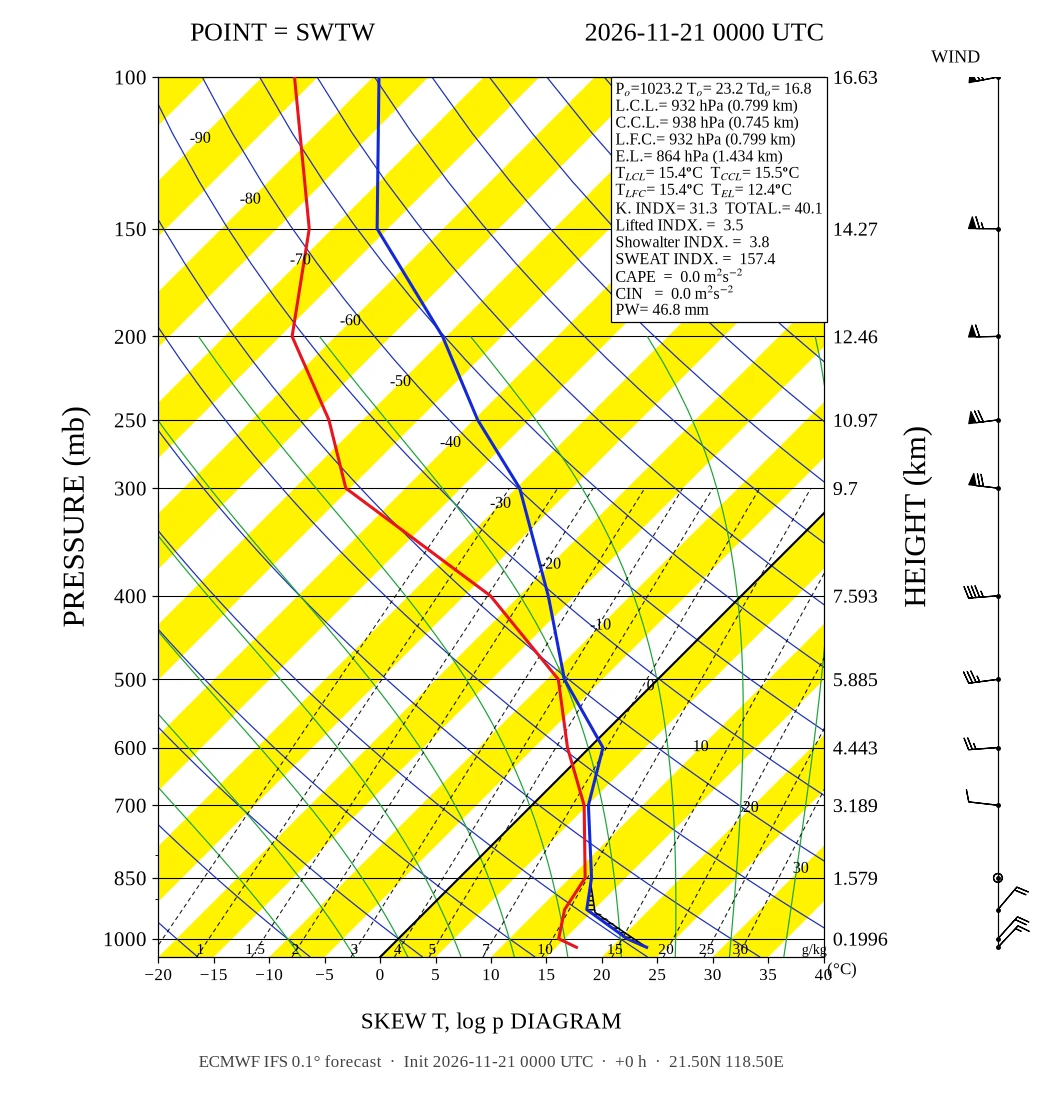 POINT = SWTW
2026-11-21 0000 UTC
WIND
100
16.63
Pₒ=1023.2 Tₒ= 23.2 Tdₒ= 16.8
L.C.L.= 932 hPa (0.799 km)
C.C.L.= 938 hPa (0.745 km)
L.F.C.= 932 hPa (0.799 km)
E.L.= 864 hPa (1.434 km)
T_LCL= 15.4°C T_CCL= 15.5°C
T_LFC= 15.4°C T_EL= 12.4°C
K. INDX= 31.3 TOTAL.= 40.1
Lifted INDX. = 3.5
Showalter INDX. = 3.8
SWEAT INDX. = 157.4
CAPE = 0.0 m²s⁻²
CIN = 0.0 m²s⁻²
PW= 46.8 mm
-90
-80
150
14.27
-70
-60
200
12.46
-50
250
10.97
-40
300
9.7
-30
PRESSURE (mb)
HEIGHT (km)
-20
400
7.593
-10
500
5.885
0
600
10
4.443
700
20
3.189
850
30
1.579
1000
0.1996
1 1.5 2 3 4 5 7 10 15 20 25 30 g/kg
−20 −15 −10 −5 0 5 10 15 20 25 30 35 40 (°C)
SKEW T, log p DIAGRAM
ECMWF IFS 0.1° forecast · Init 2026-11-21 0000 UTC · +0 h · 21.50N 118.50E